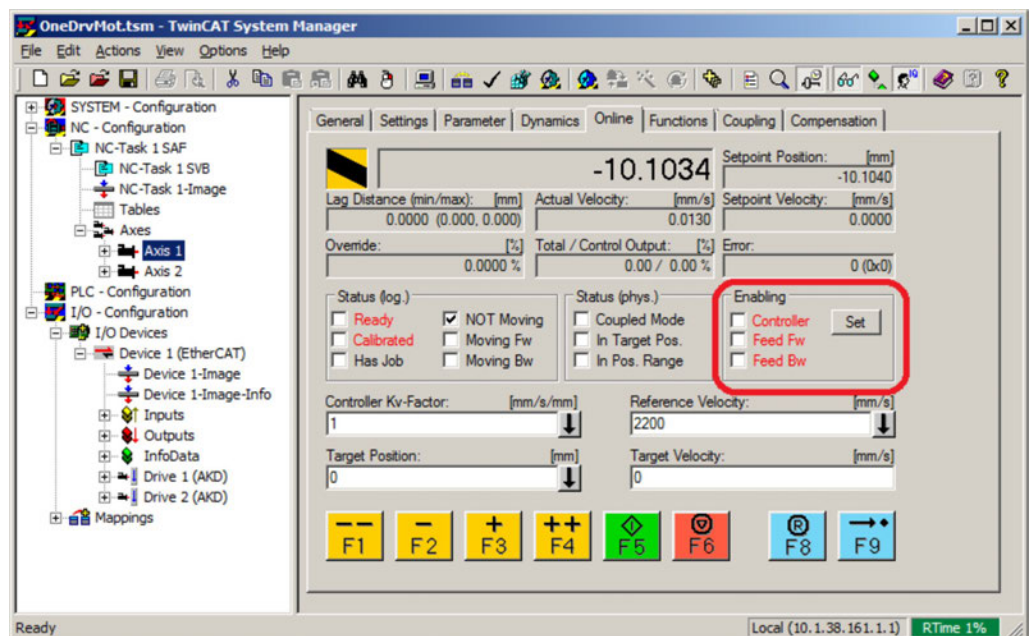 OneDrvMot.tsm - TwinCAT System Manager
File Edit Actions View Options Help
SYSTEM - Configuration
NC - Configuration
NC-Task 1 SAF
NC-Task 1 SVB
NC-Task 1-Image
Tables
Axes
Axis 1
Axis 2
PLC - Configuration
I/O - Configuration
I/O Devices
Device 1 (EtherCAT)
Device 1-Image
Device 1-Image-Info
Inputs
Outputs
InfoData
Drive 1 (AKD)
Drive 2 (AKD)
Mappings
General Settings Parameter Dynamics Online Functions Coupling Compensation
-10.1034
Setpoint Position: [mm]
-10.1040
Lag Distance (min/max): [mm] Actual Velocity: [mm/s] Setpoint Velocity: [mm/s]
0.0000 (0.000, 0.000) 0.0130 0.0000
Override: [%] Total / Control Output: [%] Error:
0.0000 % 0.00 / 0.00 % 0 (0x0)
Status (log.) Status (phys.) Enabling
Ready NOT Moving Coupled Mode Controller Set
Calibrated Moving Fw In Target Pos. Feed Fw
Has Job Moving Bw In Pos. Range Feed Bw
Controller Kv-Factor: [mm/s/mm] Reference Velocity: [mm/s]
1 2200
Target Position: [mm] Target Velocity: [mm/s]
0 0
-- - + ++ R
F1 F2 F3 F4 F5 F6 F8 F9
Ready Local (10.1.38.161.1.1) RTime 1%